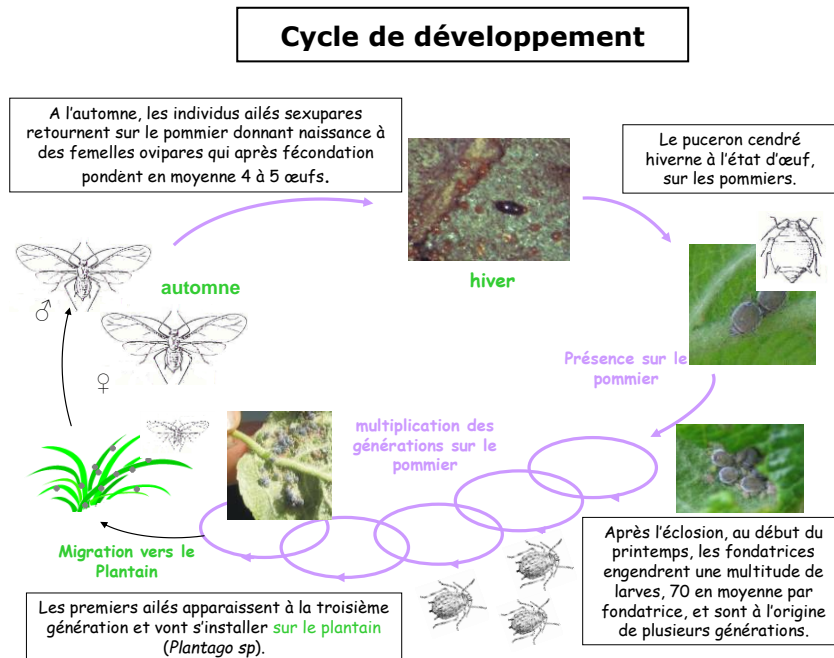 Cycle de développement
A l'automne, les individus ailés sexupares
retournent sur le pommier donnant naissance à
des femelles ovipares qui après fécondation
pondent en moyenne 4 à 5 œufs.
Le puceron cendré
hiverne à l'état d'œuf,
sur les pommiers.
hiver
automne
♂
♀
Présence sur le
pommier
multiplication des
générations sur le
pommier
Migration vers le
Plantain
Après l'éclosion, au début du
printemps, les fondatrices
engendrent une multitude de
larves, 70 en moyenne par
fondatrice, et sont à l'origine
de plusieurs générations.
Les premiers ailés apparaissent à la troisième
génération et vont s'installer sur le plantain
(Plantago sp).